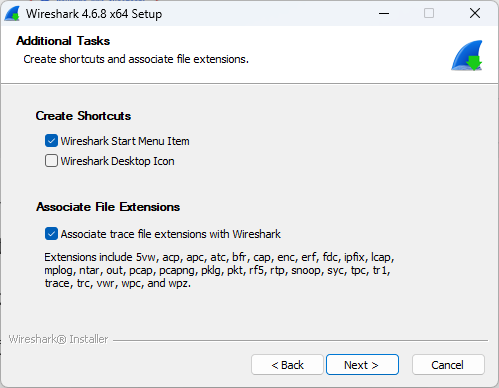 Wireshark 4.6.8 x64 Setup
Additional Tasks
Create shortcuts and associate file extensions.
Create Shortcuts
Wireshark Start Menu Item
Wireshark Desktop Icon
Associate File Extensions
Associate trace file extensions with Wireshark
Extensions include 5vw, acp, apc, atc, bfr, cap, enc, erf, fdc, ipfix, lcap,
mplog, ntar, out, pcap, pcapng, pklg, pkt, rf5, rtp, snoop, syc, tpc, tr1,
trace, trc, vwr, wpc, and wpz.
Wireshark® Installer
< Back
Next >
Cancel